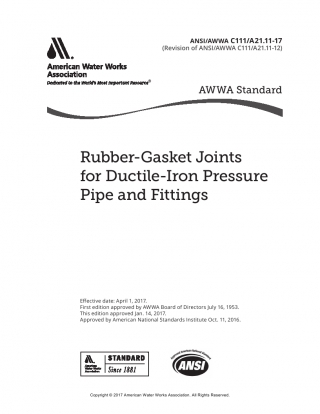 ANSI/AWWA C111/A21.11-17
(Revision of ANSI/AWWA C111/A21.11-12)
American Water Works
Association
Dedicated to the World's Most Important Resource®
AWWA Standard
Rubber-Gasket Joints
for Ductile-Iron Pressure
Pipe and Fittings
Effective date: April 1, 2017.
First edition approved by AWWA Board of Directors July 16, 1953.
This edition approved Jan. 14, 2017.
Approved by American National Standards Institute Oct. 11, 2016.
American Water Works
Association
STANDARD
Since 1881
ANSI
Copyright © 2017 American Water Works Association. All Rights Reserved.